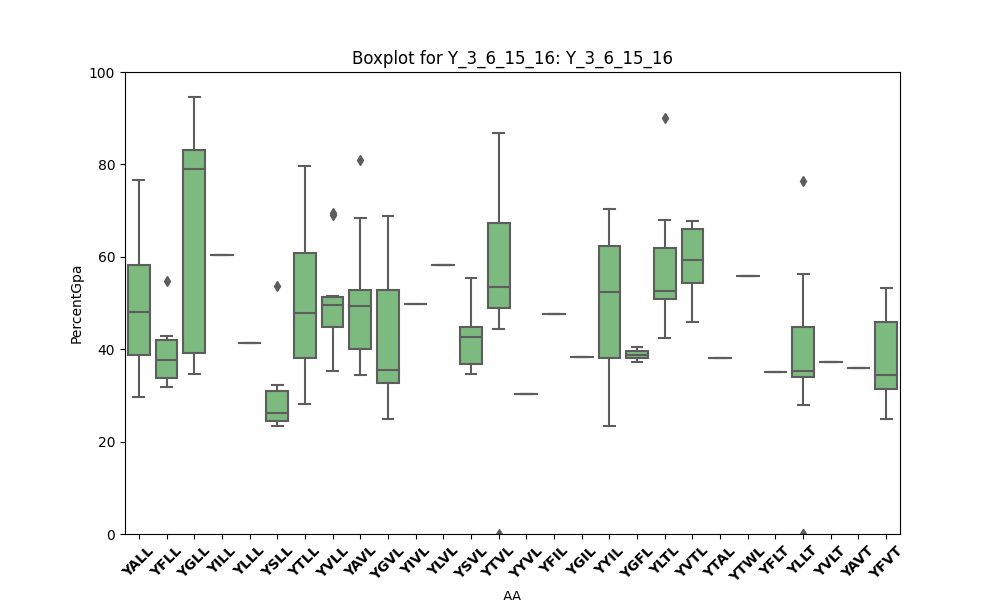 Boxplot for Y_3_6_15_16: Y_3_6_15_16
100
80
60
40
20
0
PercentGpa
YALL YFLL YGLL YILL YLLL YSLL YTLL YVLL YAVL YGVL YIVL YLVL YSVL YTVL YYVL YFIL YGIL YYIL YGFL YLTL YVTL YTAL YTWL YFLT YLLT YVLT YAVT YFVT
AA